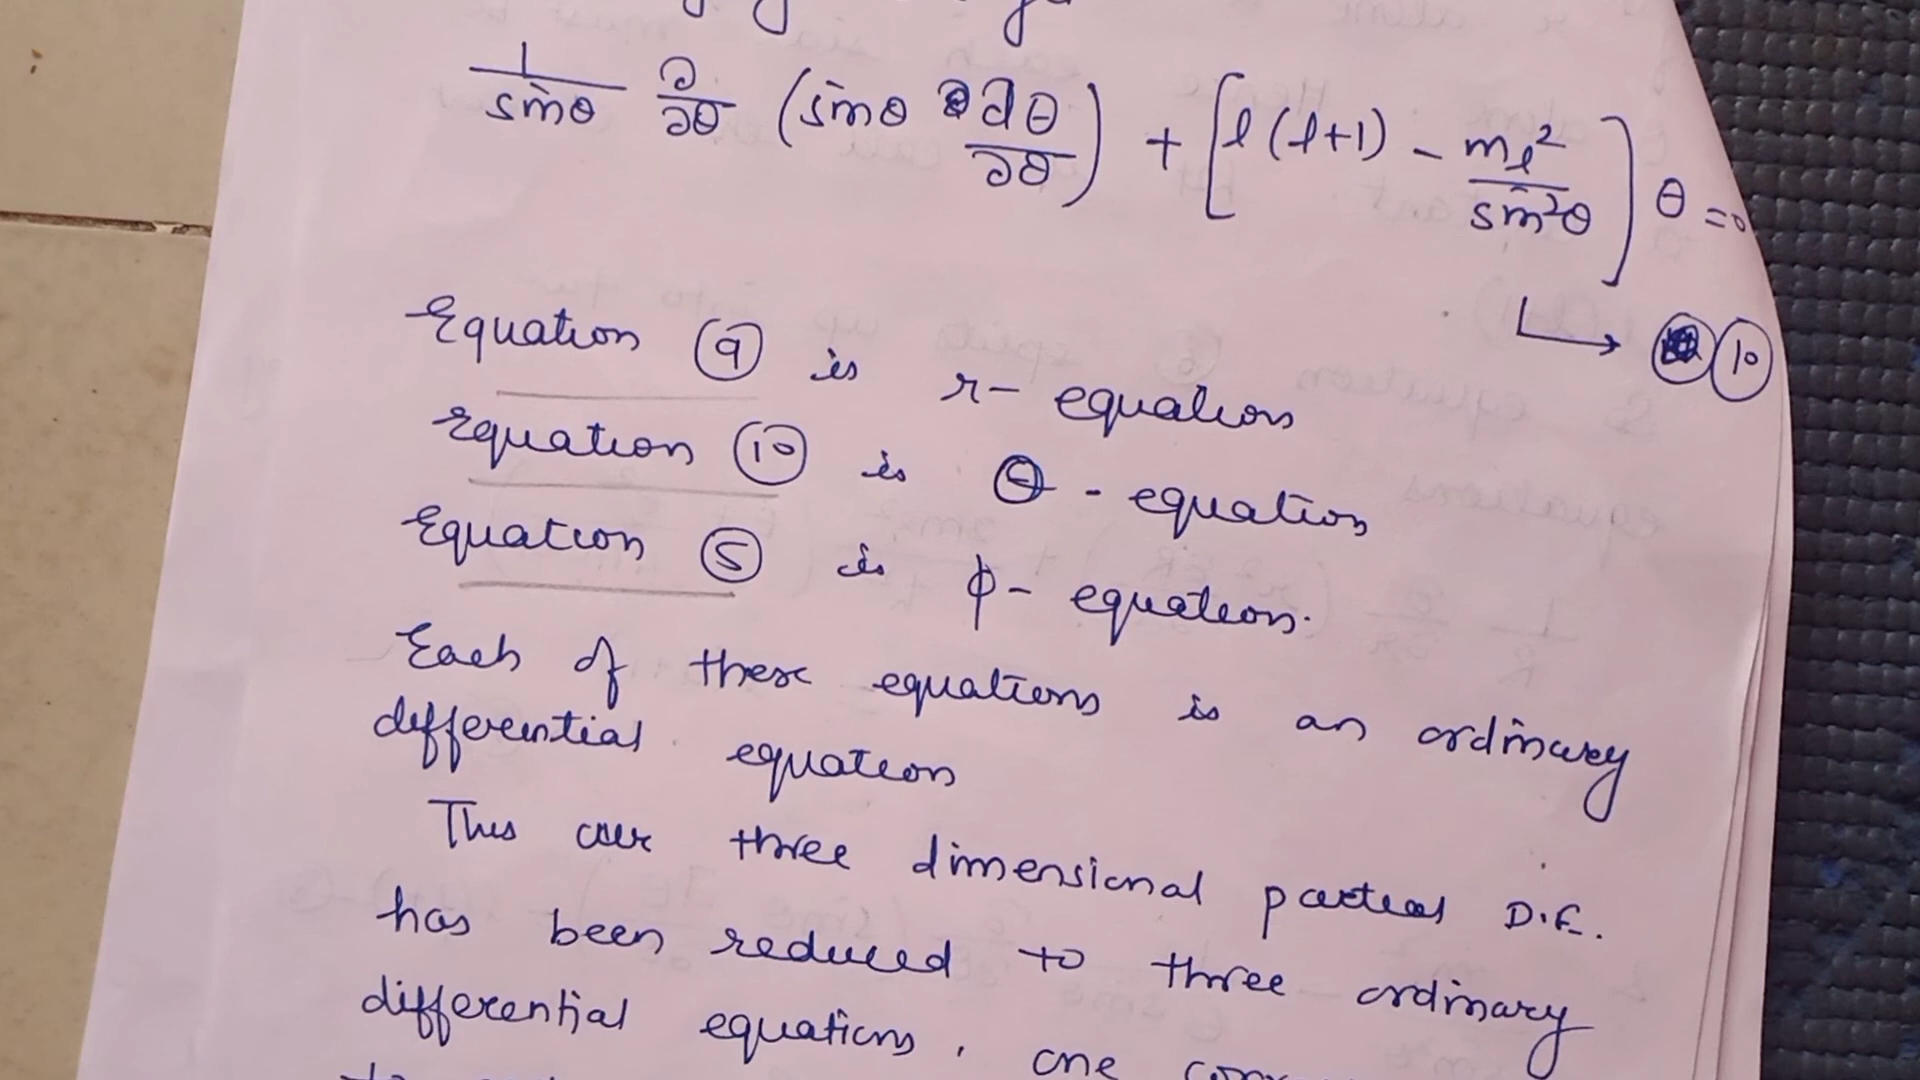 1/sinθ ∂/∂θ (sinθ ∂θ/∂θ) + [l(l+1) - m_l²/sin²θ] θ = 0
→ ⑩
Equation ⑨ is r- equation
Equation ⑩ is Θ - equation
Equation ⑤ is ϕ- equation.
Each of these equations is an ordinary
differential equation
Thus our three dimensional partial D.E.
has been reduced to three ordinary
differential equations, one